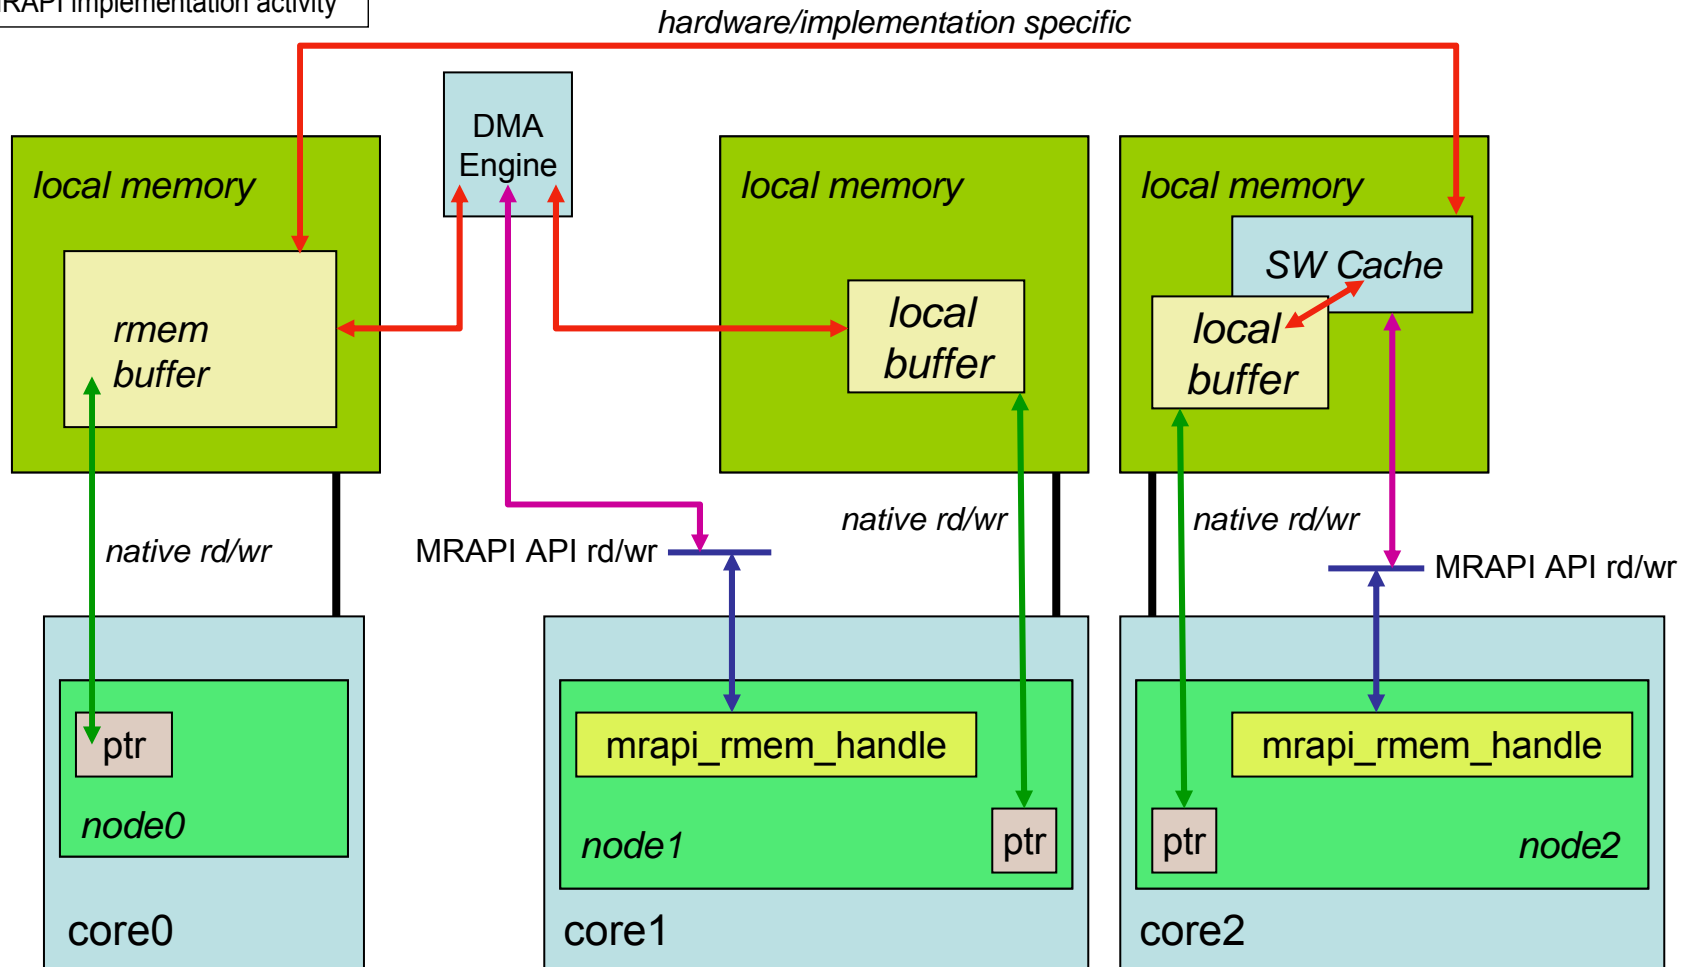 Implementation activity
hardware/implementation specific
DMA
Engine
local memory
local memory
local memory
SW Cache
rmem
buffer
local
buffer
local
buffer
native rd/wr
MRAPI API rd/wr
native rd/wr
native rd/wr
MRAPI API rd/wr
ptr
mrapi_rmem_handle
mrapi_rmem_handle
node0
node1
ptr
ptr
node2
core0
core1
core2